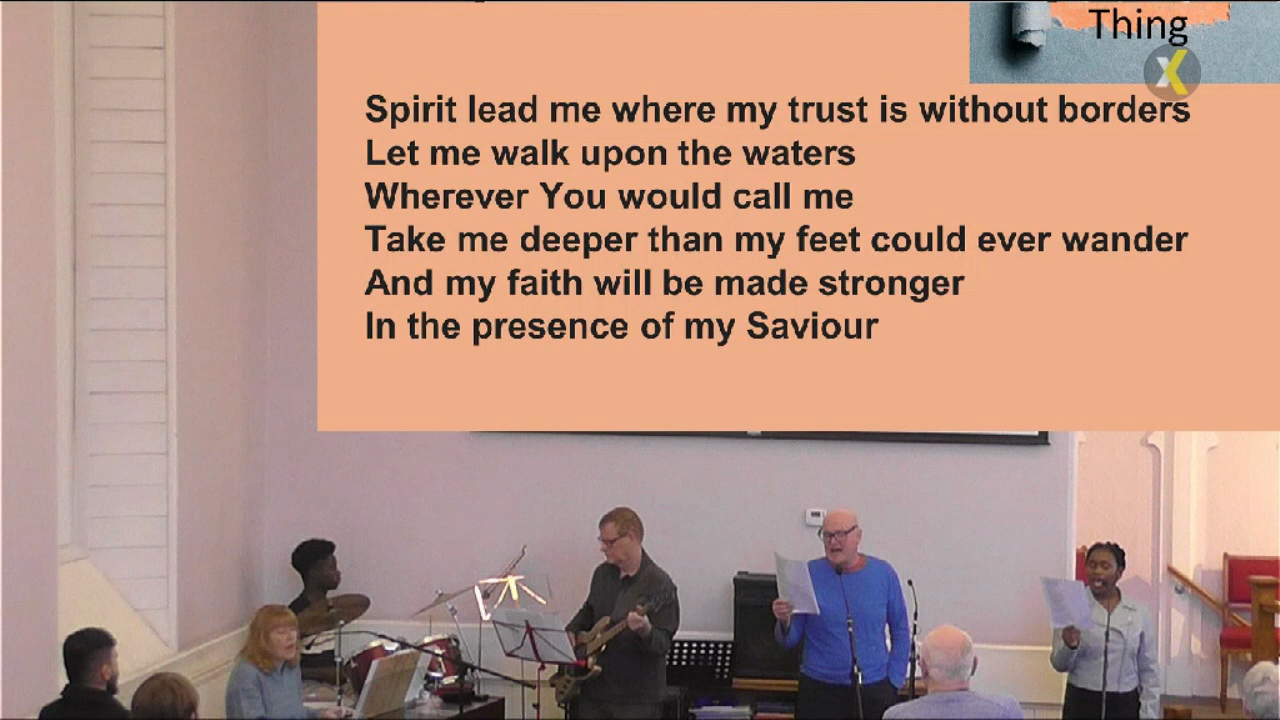 Thing
Spirit lead me where my trust is without borders
Let me walk upon the waters
Wherever You would call me
Take me deeper than my feet could ever wander
And my faith will be made stronger
In the presence of my Saviour